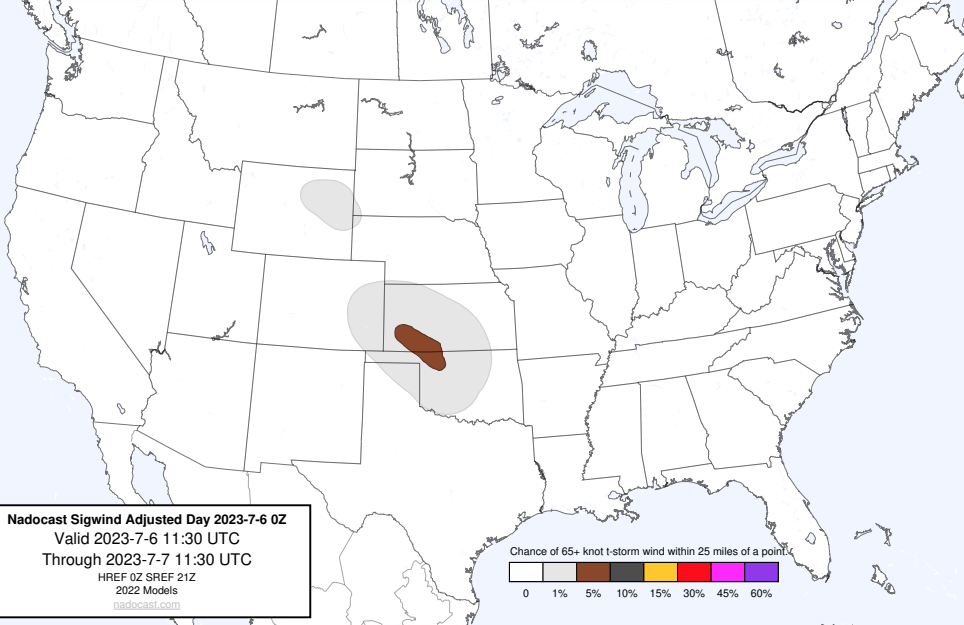 Nadocast Sigwind Adjusted Day 2023-7-6 0Z
Valid 2023-7-6 11:30 UTC
Through 2023-7-7 11:30 UTC
HREF 0Z SREF 21Z
2022 Models
nadocast.com
Chance of 65+ knot t-storm wind within 25 miles of a point.
0 1% 5% 10% 15% 30% 45% 60%